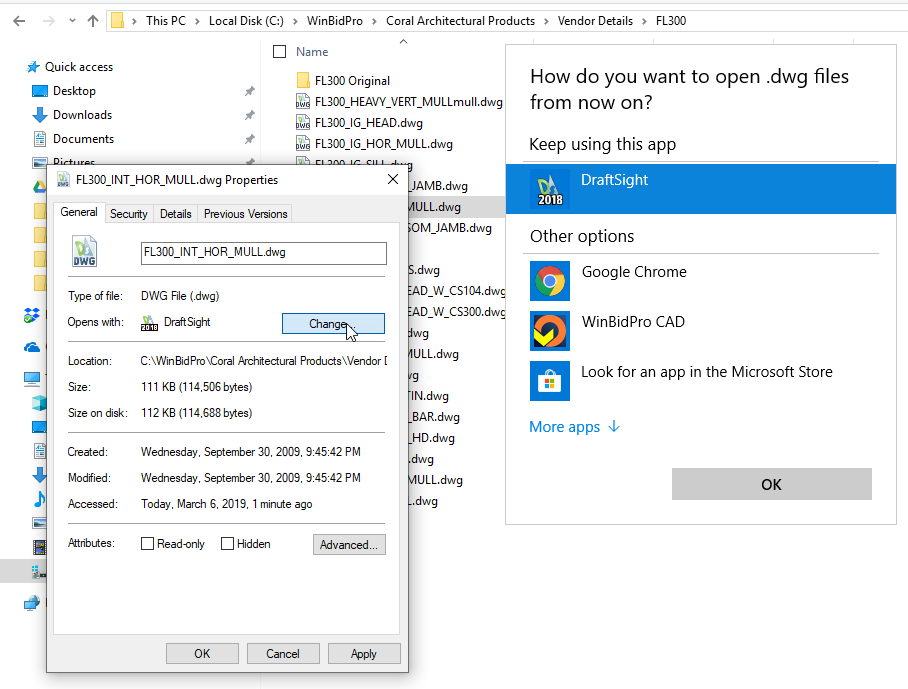 This PC > Local Disk (C:) > WinBidPro > Coral Architectural Products > Vendor Details > FL300
Quick access
Desktop
Downloads
Documents
Pictures
Name
FL300 Original
FL300_HEAVY_VERT_MULLmull.dwg
FL300_IG_HEAD.dwg
FL300_IG_HOR_MULL.dwg
FL300_IG_SILL.dwg
_JAMB.dwg
MULL.dwg
SOM_JAMB.dwg
S.dwg
EAD_W_CS104.dwg
EAD_W_CS300.dwg
dwg
MULL.dwg
vg
TIN.dwg
_BAR.dwg
_HD.dwg
.dwg
MULL.dwg
L.dwg
FL300_INT_HOR_MULL.dwg Properties
General
Security
Details
Previous Versions
DWG
FL300_INT_HOR_MULL.dwg
Type of file: DWG File (.dwg)
Opens with: DraftSight
Change...
Location: C:\WinBidPro\Coral Architectural Products\Vendor D
Size: 111 KB (114,506 bytes)
Size on disk: 112 KB (114,688 bytes)
Created: Wednesday, September 30, 2009, 9:45:42 PM
Modified: Wednesday, September 30, 2009, 9:45:42 PM
Accessed: Today, March 6, 2019, 1 minute ago
Attributes:
Read-only
Hidden
Advanced...
OK
Cancel
Apply
How do you want to open .dwg files
from now on?
Keep using this app
2018
DraftSight
Other options
Google Chrome
WinBidPro CAD
Look for an app in the Microsoft Store
More apps
OK